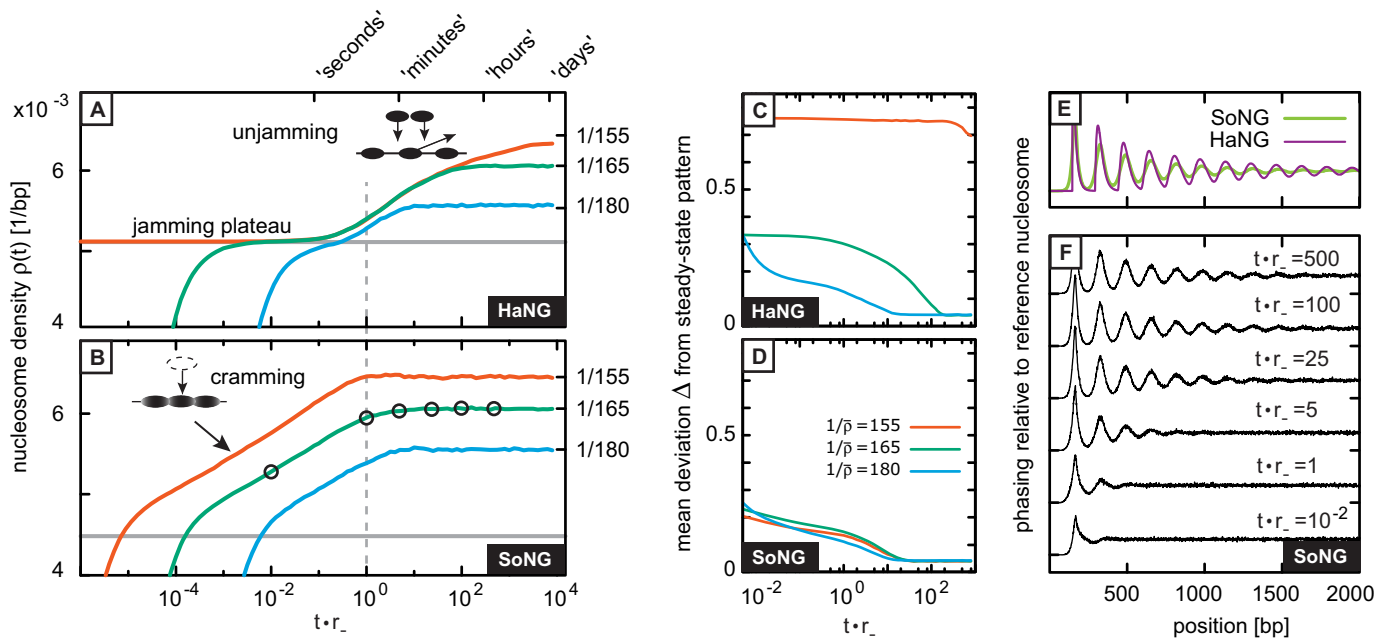 'seconds' 'minutes' 'hours' 'days'
A
x10 ⁻³
nucleosome density ρ(t) [1/bp]
6
4
unjamming
jamming plateau
1/155
1/165
1/180
HaNG
B
cramming
6
4
1/155
1/165
1/180
SoNG
10⁻⁴ 10⁻² 10⁰ 10² 10⁴
t•r₋
C
mean deviation Δ from steady-state pattern
0.5
0
HaNG
D
0.5
0
1/ρ̄ =155
1/ρ̄ =165
1/ρ̄ =180
SoNG
10⁻² 10⁰ 10²
t•r₋
E
SoNG
HaNG
phasing relative to reference nucleosome
F
t•r₋=500
t•r₋=100
t•r₋=25
t•r₋=5
t•r₋=1
t•r₋=10⁻²
SoNG
500 1000 1500 2000
position [bp]